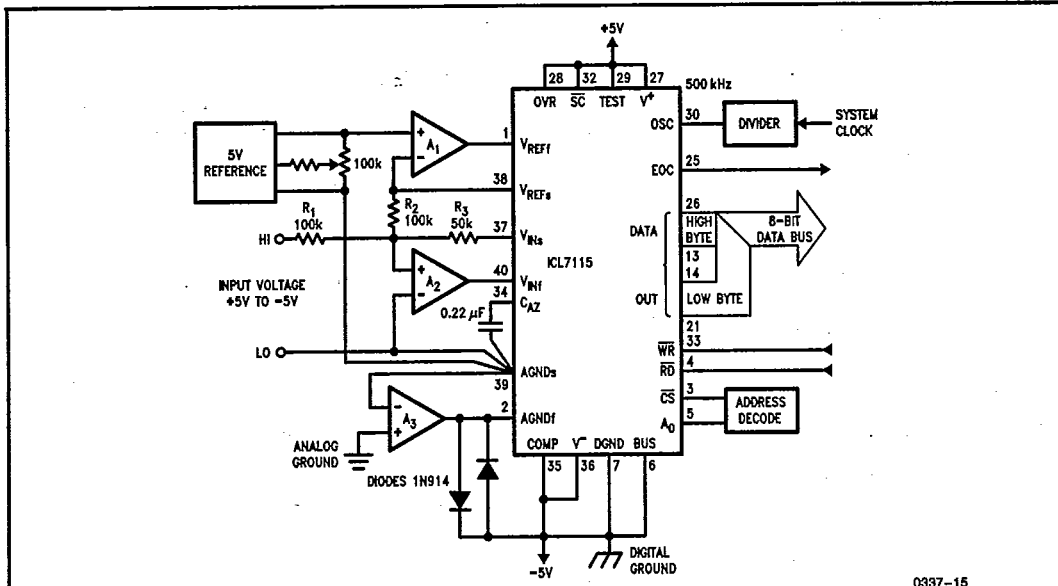 +5V
28 32 29 27
500 kHz
OVR SC TEST V+
5V
REFERENCE
100k
+
-
A1
1
VREFf
38
VREFs
R1
100k
R2
100k
R3
50k
37
VINs
HI
ICL7115
INPUT VOLTAGE
+5V TO -5V
+
-
A2
40
VINf
34
CAZ
0.22 µF
LO
AGNDs
39
-
+
A3
2
AGNDf
ANALOG
GROUND
DIODES 1N914
COMP V- DGND BUS
35 36 7 6
-5V
DIGITAL
GROUND
OSC
30
DIVIDER
SYSTEM
CLOCK
EOC
25
26
DATA
HIGH
BYTE
8-BIT
DATA BUS
13
14
OUT
LOW BYTE
21
WR
33
RD
4
CS
3
A0
5
ADDRESS
DECODE
0337-15